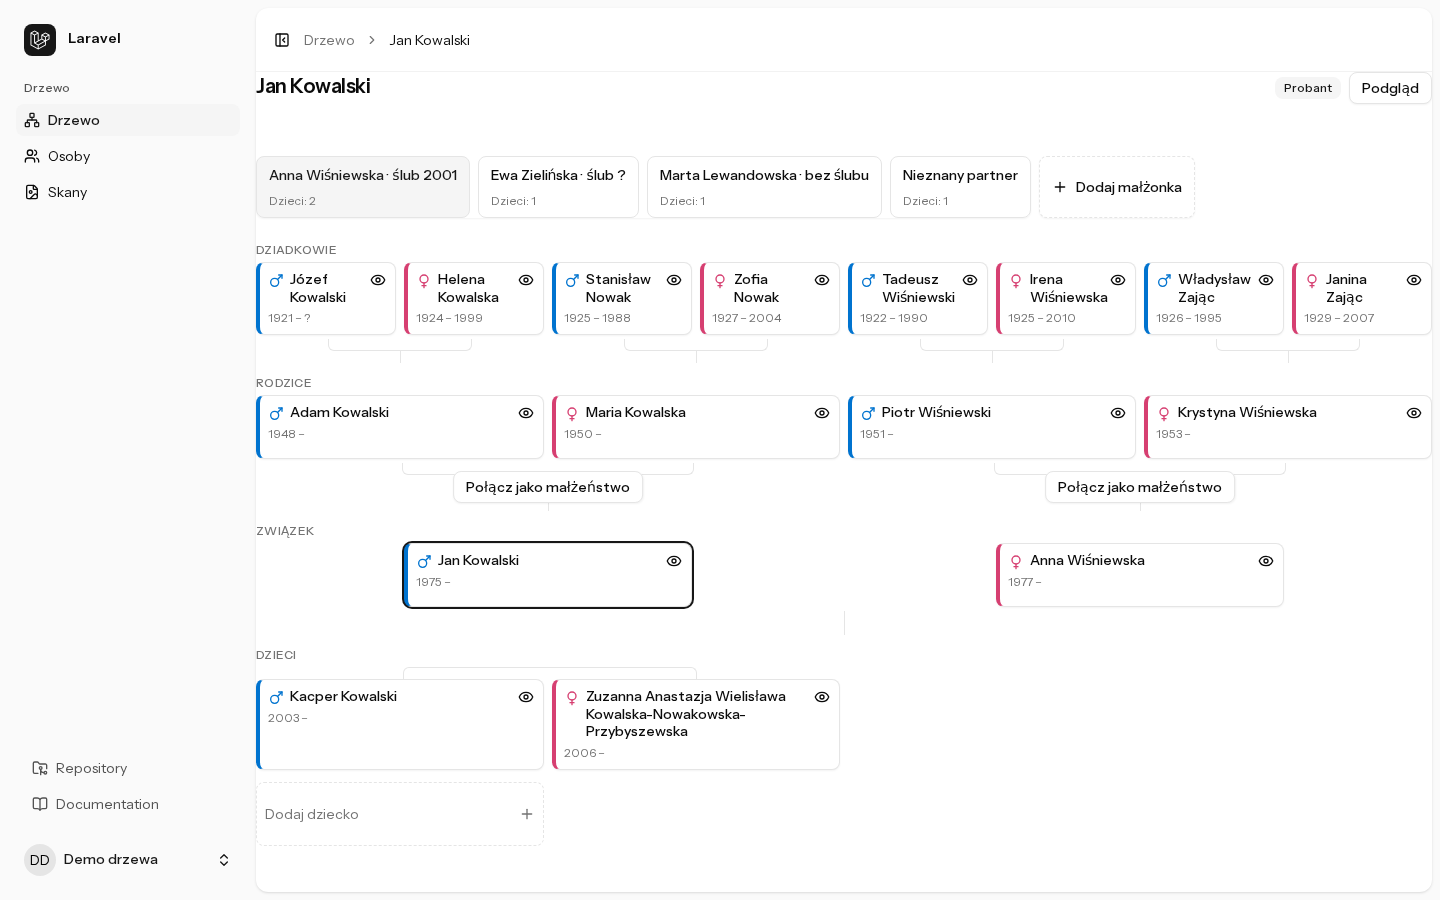 Laravel
Drzewo
Drzewo
Osoby
Skany
Repository
Documentation
DD
Demo drzewa
Drzewo
Jan Kowalski
Jan Kowalski
Probant
Podgląd
Anna Wiśniewska · ślub 2001
Dzieci: 2
Ewa Zielińska · ślub ?
Dzieci: 1
Marta Lewandowska · bez ślubu
Dzieci: 1
Nieznany partner
Dzieci: 1
Dodaj małżonka
DZIADKOWIE
Józef
Kowalski
1921 – ?
Helena
Kowalska
1924 – 1999
Stanisław
Nowak
1925 – 1988
Zofia
Nowak
1927 – 2004
Tadeusz
Wiśniewski
1922 – 1990
Irena
Wiśniewska
1925 – 2010
Władysław
Zając
1926 – 1995
Janina
Zając
1929 – 2007
RODZICE
Adam Kowalski
1948 –
Maria Kowalska
1950 –
Piotr Wiśniewski
1951 –
Krystyna Wiśniewska
1953 –
Połącz jako małżeństwo
Połącz jako małżeństwo
ZWIĄZEK
Jan Kowalski
1975 –
Anna Wiśniewska
1977 –
DZIECI
Kacper Kowalski
2003 –
Zuzanna Anastazja Wielisława
Kowalska-Nowakowska-
Przybyszewska
2006 –
Dodaj dziecko